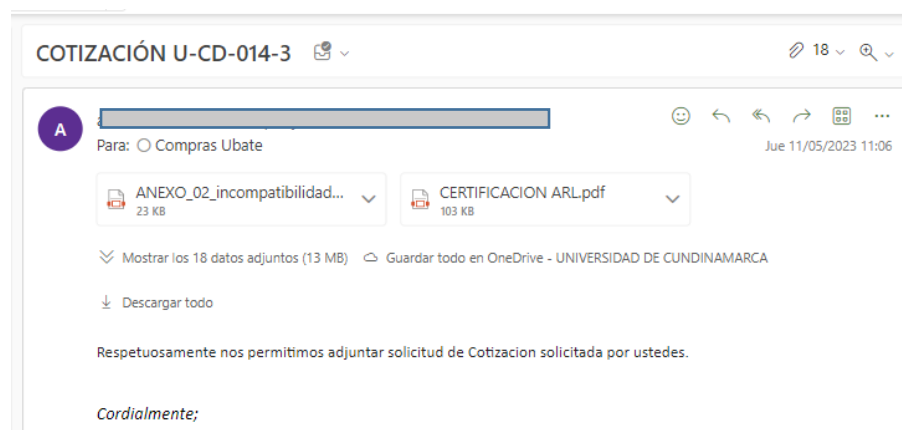 COTIZACIÓN U-CD-014-3
18
A
Para: Compras Ubate
Jue 11/05/2023 11:06
ANEXO_02_incompatibilidad...
23 KB
CERTIFICACION ARL.pdf
103 KB
Mostrar los 18 datos adjuntos (13 MB) Guardar todo en OneDrive - UNIVERSIDAD DE CUNDINAMARCA
Descargar todo
Respetuosamente nos permitimos adjuntar solicitud de Cotizacion solicitada por ustedes.
Cordialmente;